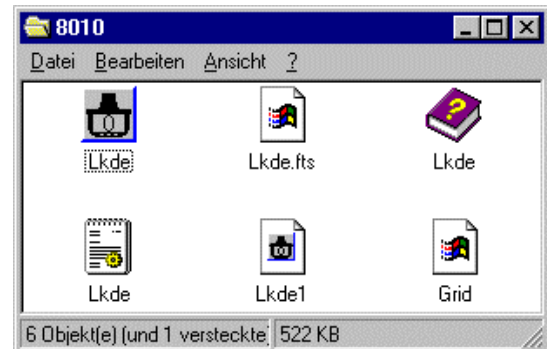 8010
Datei Bearbeiten Ansicht ?
Lkde Lkde.fts Lkde
Lkde Lkde1 Grid
6 Objekt(e) (und 1 versteckte 522 KB